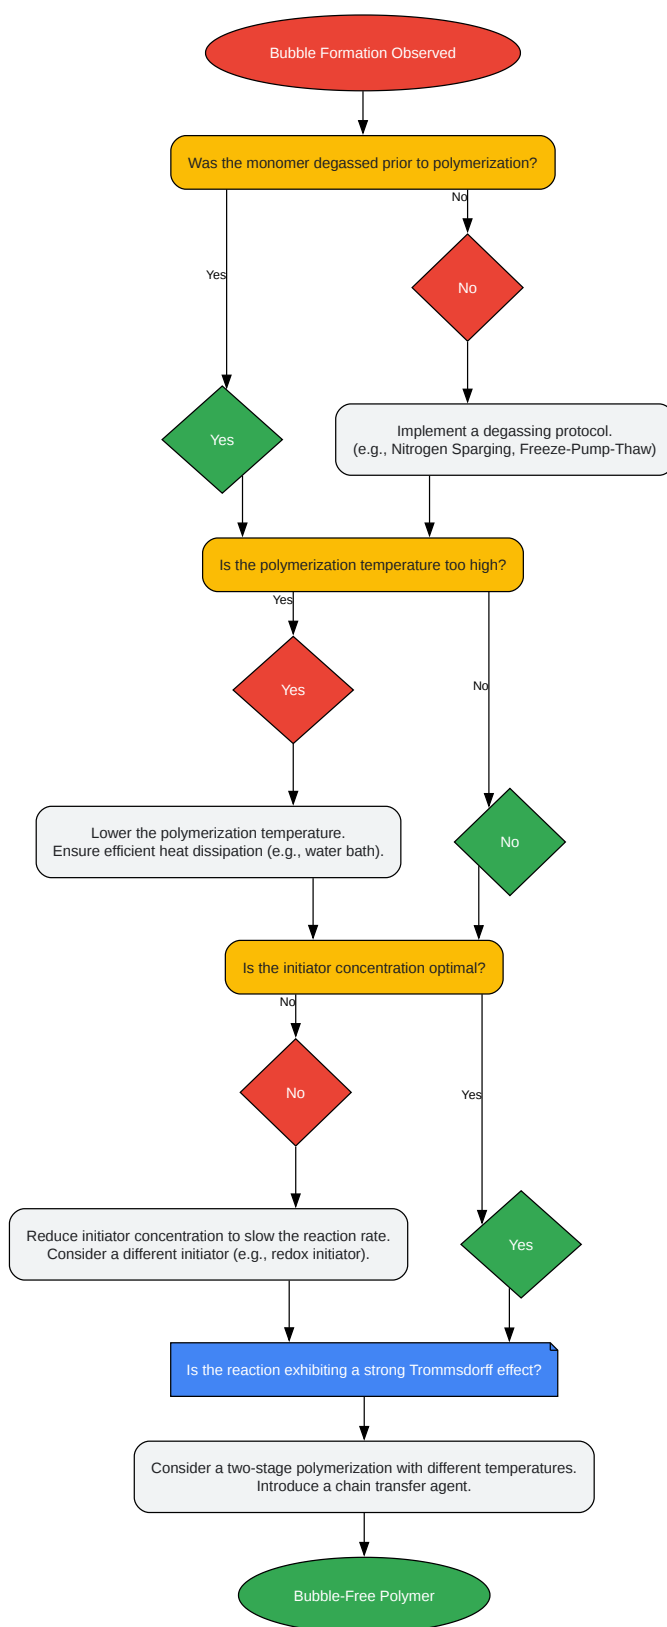 Bubble Formation Observed
Was the monomer degassed prior to polymerization?
No
Yes
No
Implement a degassing protocol.
(e.g., Nitrogen Sparging, Freeze-Pump-Thaw)
Yes
Is the polymerization temperature too high?
Yes
No
Yes
Lower the polymerization temperature.
Ensure efficient heat dissipation (e.g., water bath).
No
Is the initiator concentration optimal?
No
Yes
No
Reduce initiator concentration to slow the reaction rate.
Consider a different initiator (e.g., redox initiator).
Yes
Is the reaction exhibiting a strong Trommsdorff effect?
Consider a two-stage polymerization with different temperatures.
Introduce a chain transfer agent.
Bubble-Free Polymer